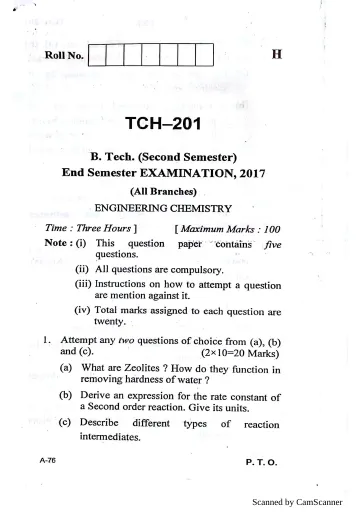 Roll No.
H
TCH–201
B. Tech. (Second Semester)
End Semester EXAMINATION, 2017
(All Branches)
ENGINEERING CHEMISTRY
Time : Three Hours ] [ Maximum Marks : 100
Note : (i) This question paper contains five
questions.
(ii) All questions are compulsory.
(iii) Instructions on how to attempt a question
are mention against it.
(iv) Total marks assigned to each question are
twenty.
1. Attempt any two questions of choice from (a), (b)
and (c). (2×10=20 Marks)
(a) What are Zeolites ? How do they function in
removing hardness of water ?
(b) Derive an expression for the rate constant of
a Second order reaction. Give its units.
(c) Describe different types of reaction
intermediates.
A-76 P. T. O.
Scanned by CamScanner